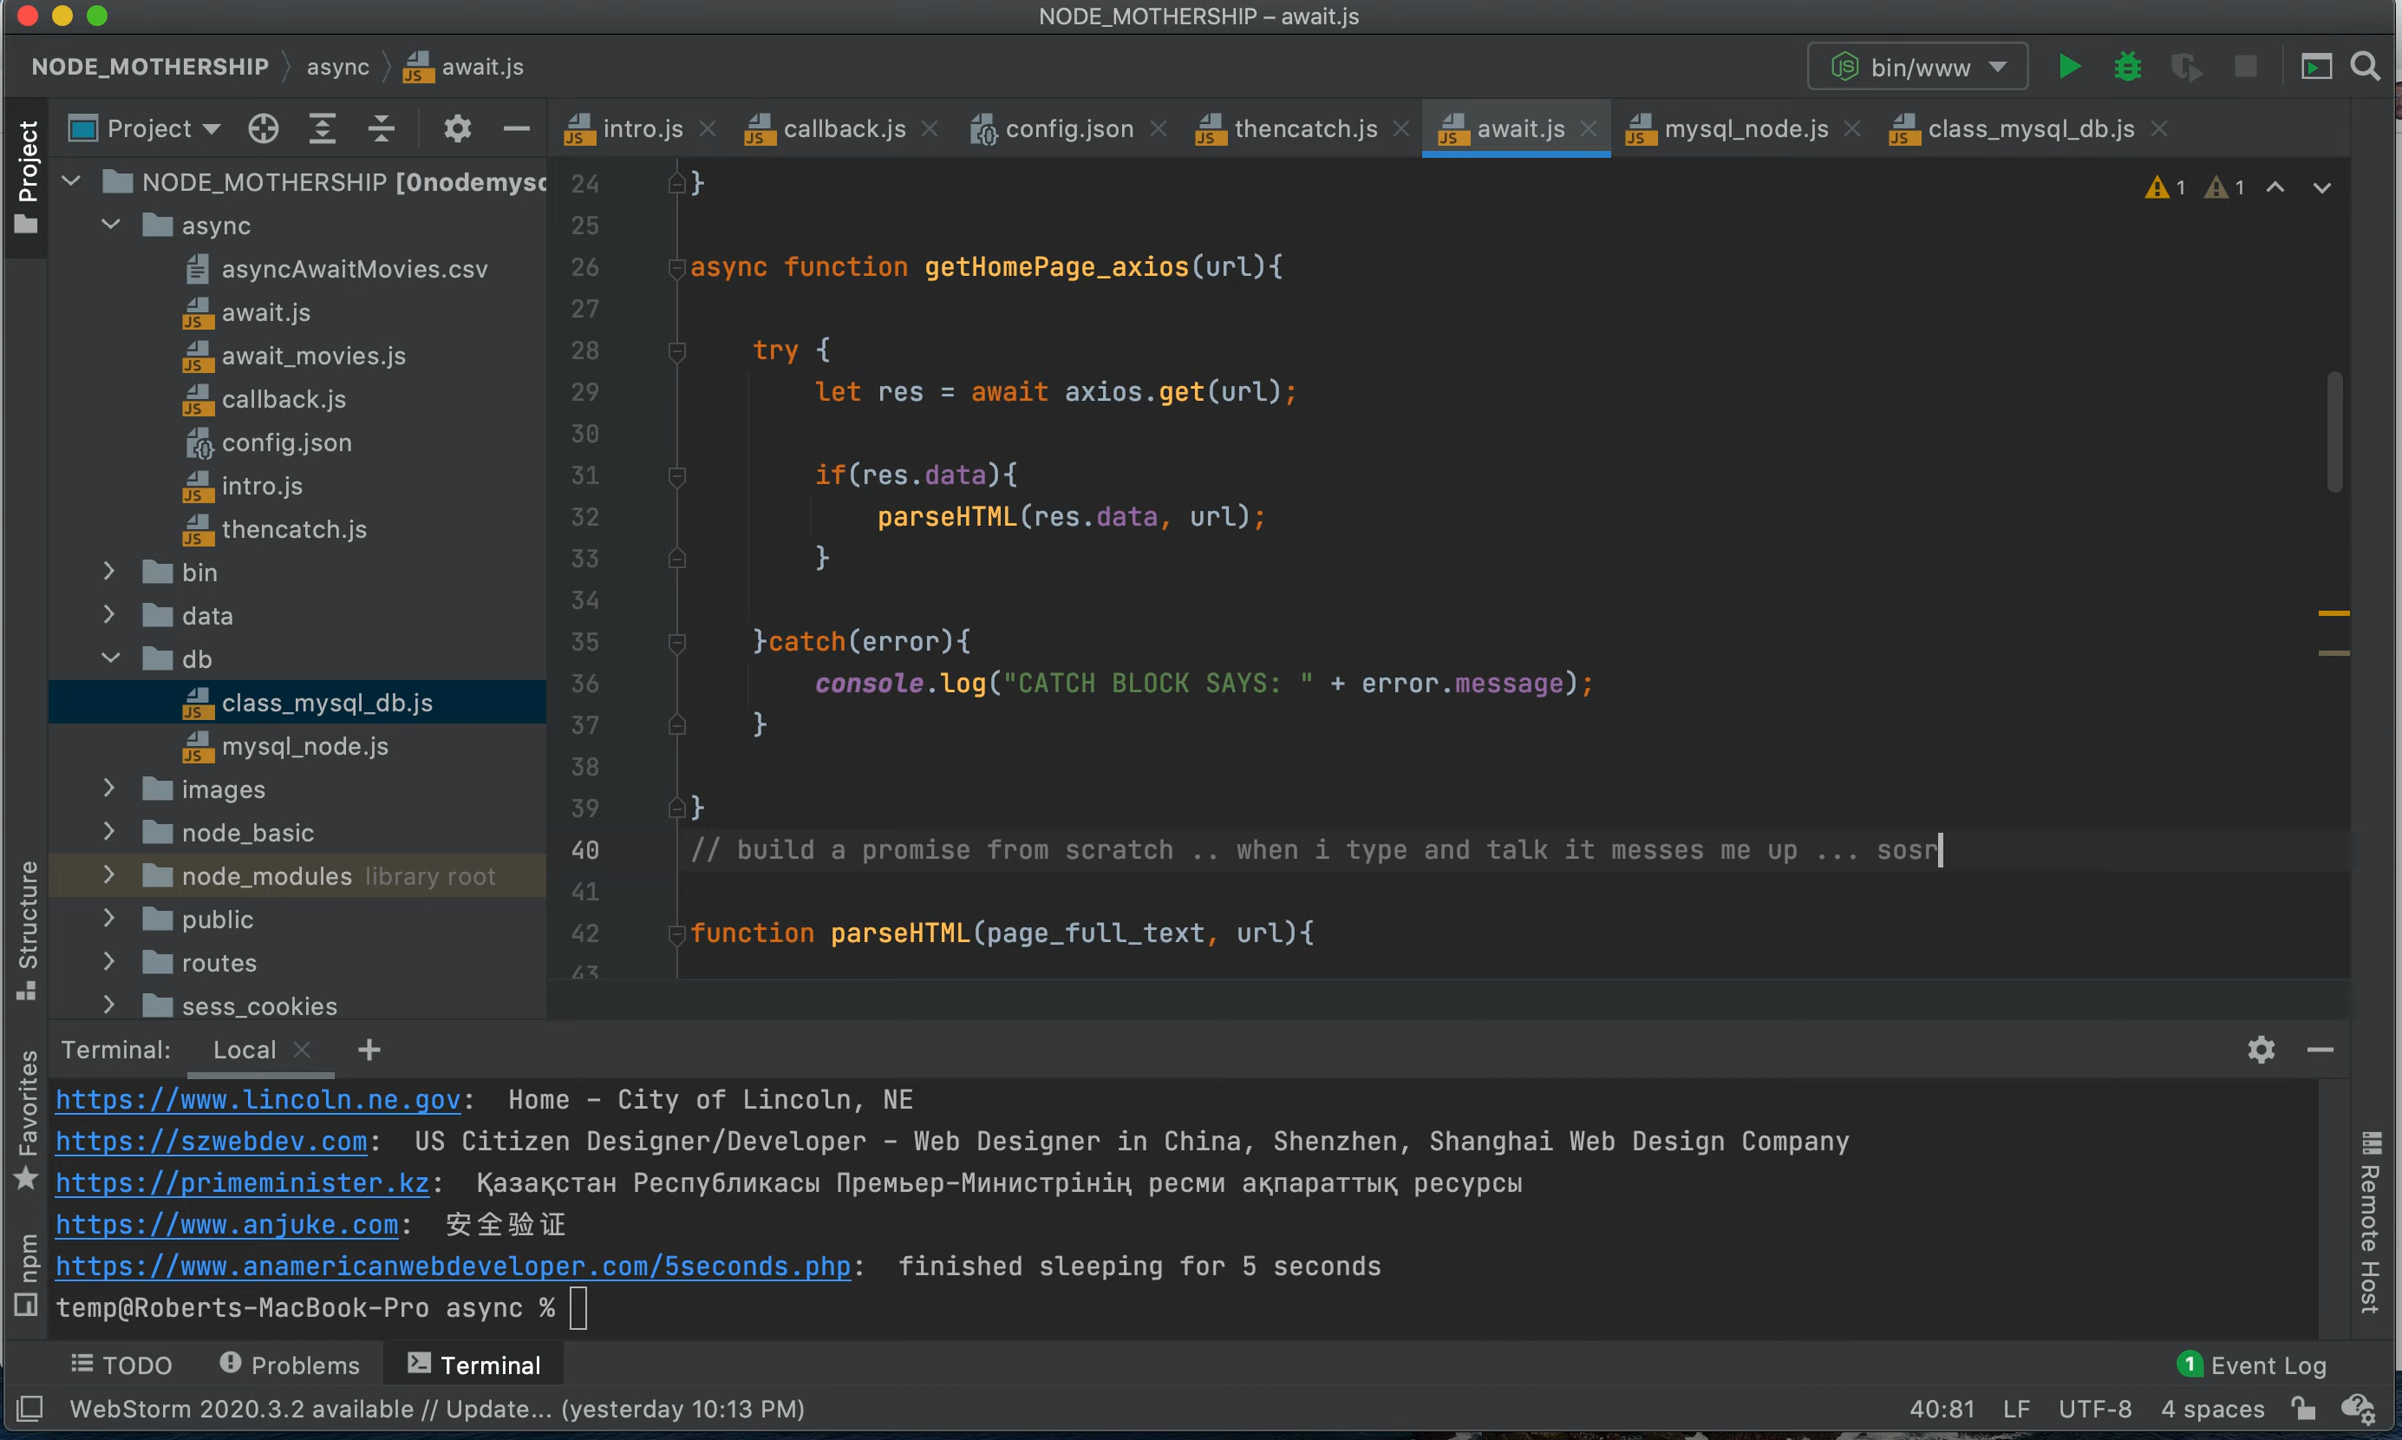 NODE_MOTHERSHIP – await.js
NODE_MOTHERSHIP async await.js
bin/www
Project
intro.js callback.js config.json thencatch.js await.js mysql_node.js class_mysql_db.js
Project
NODE_MOTHERSHIP [0nodemysc
async
asyncAwaitMovies.csv
await.js
await_movies.js
callback.js
config.json
intro.js
thencatch.js
bin
data
db
class_mysql_db.js
mysql_node.js
images
node_basic
node_modules library root
public
routes
sess_cookies
1 1
24 }
25
26 async function getHomePage_axios(url){
27
28 try {
29 let res = await axios.get(url);
30
31 if(res.data){
32 parseHTML(res.data, url);
33 }
34
35 }catch(error){
36 console.log("CATCH BLOCK SAYS: " + error.message);
37 }
38
39 }
40 // build a promise from scratch .. when i type and talk it messes me up ... sosr
41
42 function parseHTML(page_full_text, url){
43
Structure
Favorites
npm
Remote Host
Terminal: Local
https://www.lincoln.ne.gov: Home – City of Lincoln, NE
https://szwebdev.com: US Citizen Designer/Developer – Web Designer in China, Shenzhen, Shanghai Web Design Company
https://primeminister.kz: Қазақстан Республикасы Премьер-Министрінің ресми ақпараттық ресурсы
https://www.anjuke.com: 安全验证
https://www.anamericanwebdeveloper.com/5seconds.php: finished sleeping for 5 seconds
temp@Roberts-MacBook-Pro async %
TODO Problems Terminal
1 Event Log
WebStorm 2020.3.2 available // Update... (yesterday 10:13 PM)
40:81 LF UTF-8 4 spaces